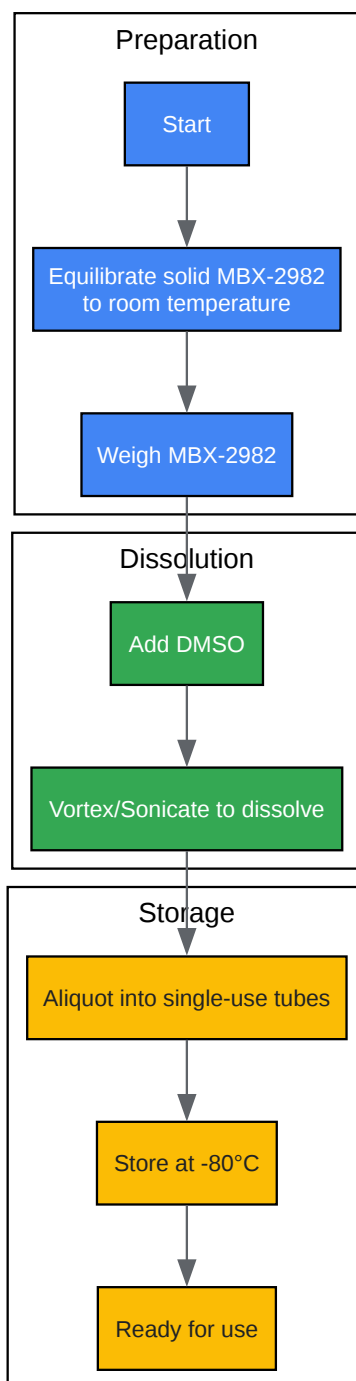 Preparation
Start
Equilibrate solid MBX-2982
to room temperature
Weigh MBX-2982
Dissolution
Add DMSO
Vortex/Sonicate to dissolve
Storage
Aliquot into single-use tubes
Store at -80°C
Ready for use